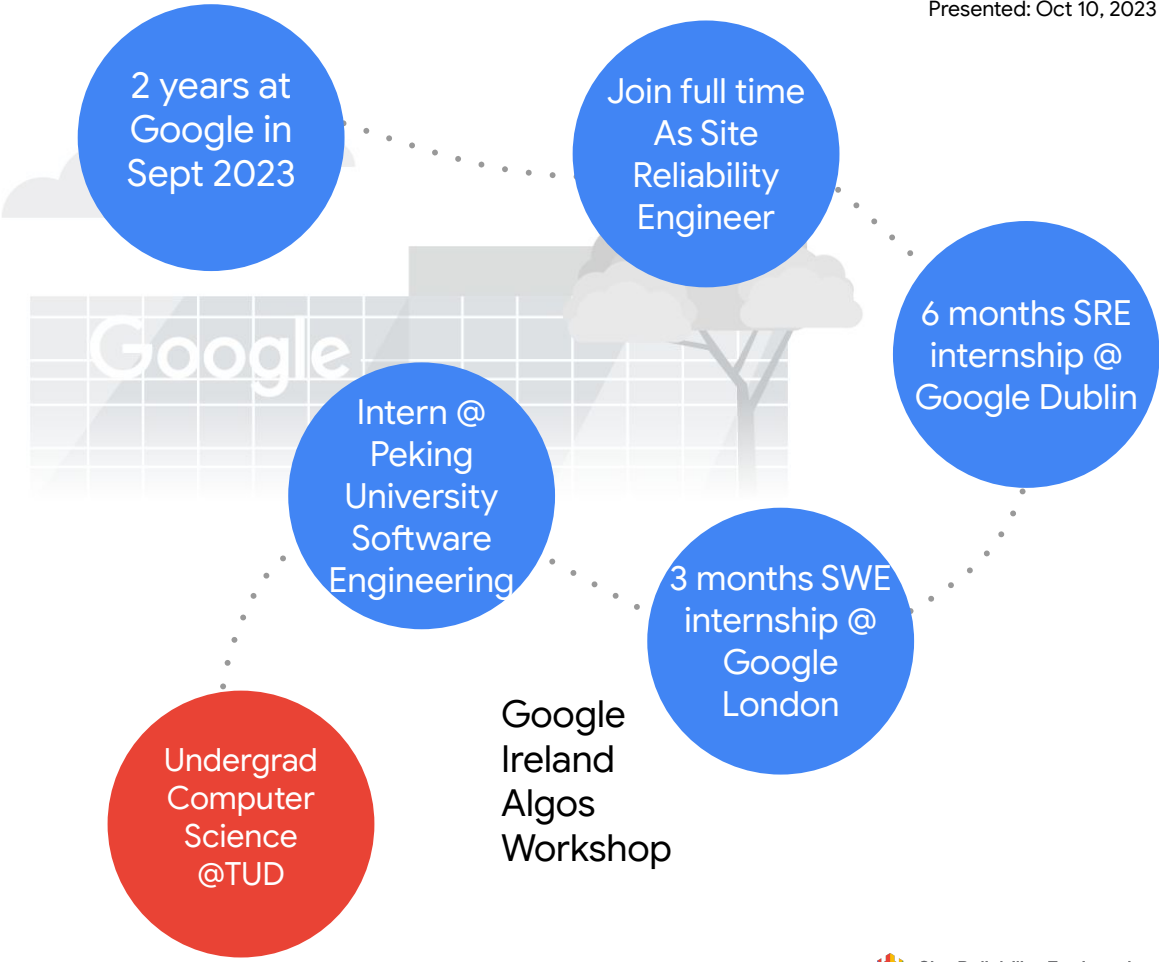 Presented: Oct 10, 2023
2 years at
Google in
Sept 2023
Join full time
As Site
Reliability
Engineer
6 months SRE
internship @
Google Dublin
Google
Intern @
Peking
University
Software
Engineering
3 months SWE
internship @
Google
London
Google
Ireland
Algos
Workshop
Undergrad
Computer
Science
@TUD